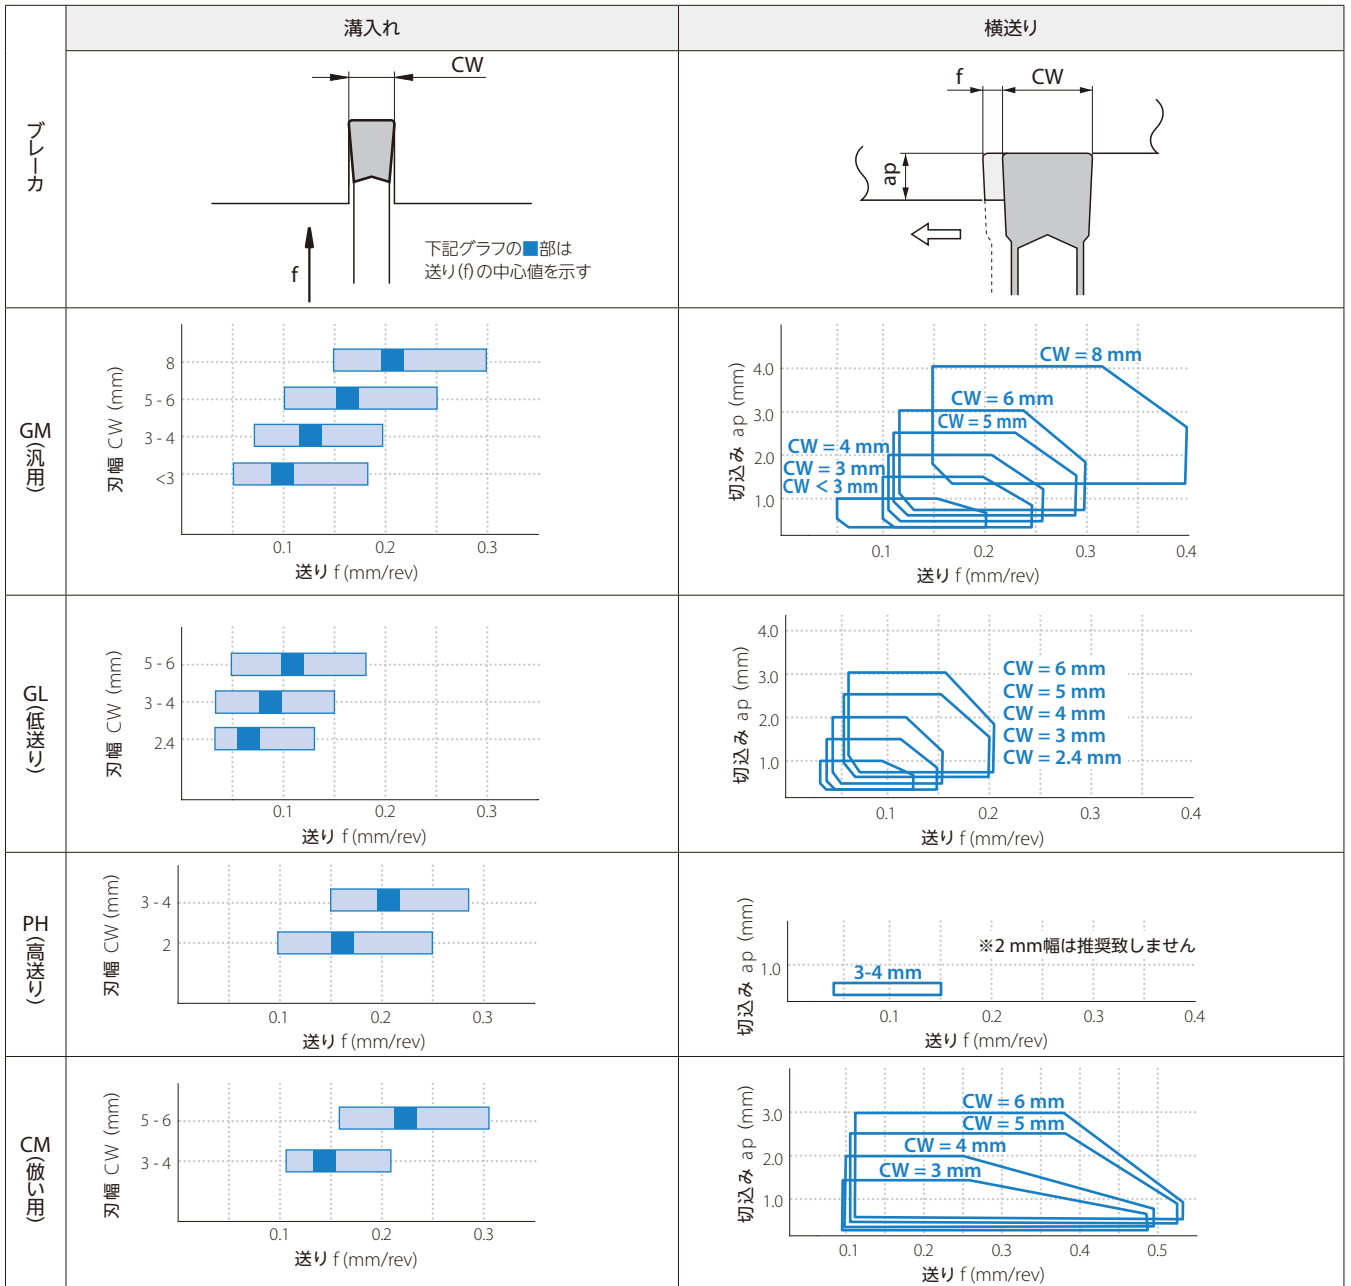 ブレーカ
溝入れ
横送り
CW
f
下記グラフの■部は
送り(f)の中心値を示す
f
CW
ap
GM(汎用)
刃幅 CW (mm)
8
5 - 6
3 - 4
<3
0.1
0.2
0.3
送り f (mm/rev)
切込み ap (mm)
4.0
3.0
2.0
1.0
CW = 8 mm
CW = 6 mm
CW = 5 mm
CW = 4 mm
CW = 3 mm
CW < 3 mm
0.1
0.2
0.3
0.4
送り f (mm/rev)
GL(低送り)
刃幅 CW (mm)
5 - 6
3 - 4
2.4
0.1
0.2
0.3
送り f (mm/rev)
切込み ap (mm)
4.0
3.0
2.0
1.0
CW = 6 mm
CW = 5 mm
CW = 4 mm
CW = 3 mm
CW = 2.4 mm
0.1
0.2
0.3
0.4
送り f (mm/rev)
PH(高送り)
刃幅 CW (mm)
3 - 4
2
0.1
0.2
0.3
送り f (mm/rev)
切込み ap (mm)
1.0
※2 mm幅は推奨致しません
3-4 mm
0.1
0.2
0.3
0.4
送り f (mm/rev)
CM(倣い用)
刃幅 CW (mm)
5 - 6
3 - 4
0.1
0.2
0.3
送り f (mm/rev)
切込み ap (mm)
3.0
2.0
1.0
CW = 6 mm
CW = 5 mm
CW = 4 mm
CW = 3 mm
0.1
0.2
0.3
0.4
0.5
送り f (mm/rev)